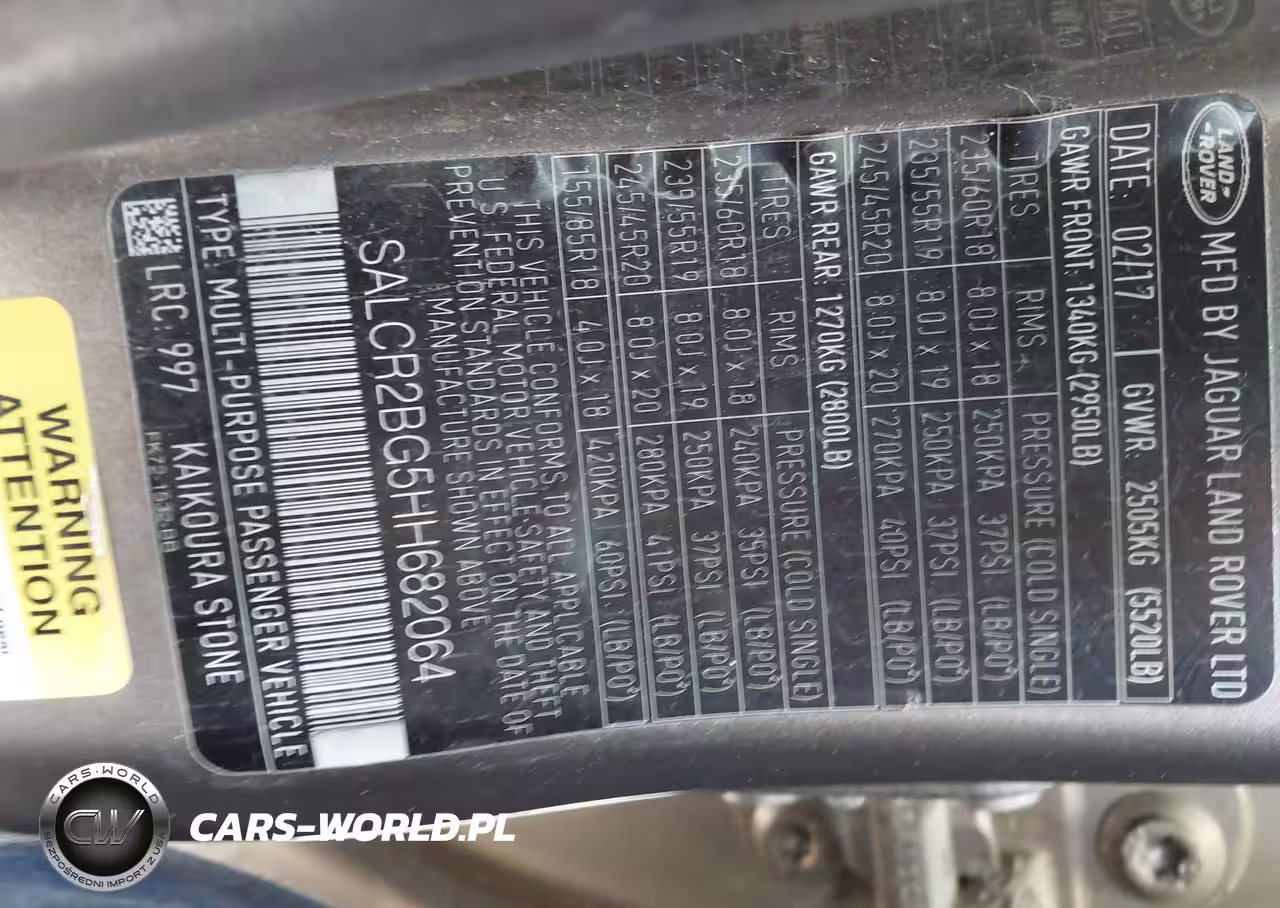 LAND-
-ROVER
MFD BY JAGUAR LAND ROVER LTD
DATE: 02/17 GVWR: 2505KG (5520LB)
GAWR FRONT: 1340KG (2950LB)
TIRES RIMS PRESSURE (COLD SINGLE)
235/60R18 8.0J x 18 250KPA 37PSI (LB/PO²)
235/55R19 8.0J x 19 250KPA 37PSI (LB/PO²)
245/45R20 8.0J x 20 270KPA 40PSI (LB/PO²)
GAWR REAR: 1270KG (2800LB)
TIRES RIMS PRESSURE (COLD SINGLE)
235/60R18 8.0J x 18 240KPA 35PSI (LB/PO²)
235/55R19 8.0J x 19 250KPA 37PSI (LB/PO²)
245/45R20 8.0J x 20 280KPA 41PSI (LB/PO²)
155/85R18 4.0J x 18 420KPA 60PSI (LB/PO²)
THIS VEHICLE CONFORMS TO ALL APPLICABLE
U S FEDERAL MOTOR VEHICLE SAFETY AND THEFT
PREVENTION STANDARDS IN EFFECT ON THE DATE OF
MANUFACTURE SHOWN ABOVE
SALCR2BG5HH682064
TYPE: MULTI-PURPOSE PASSENGER VEHICLE
LRC: 997 KAIKOURA STONE
WARNING
ATTENTION
CARS-WORLD
CW
BEZPOŚREDNI IMPORT Z USA
CARS-WORLD.PL